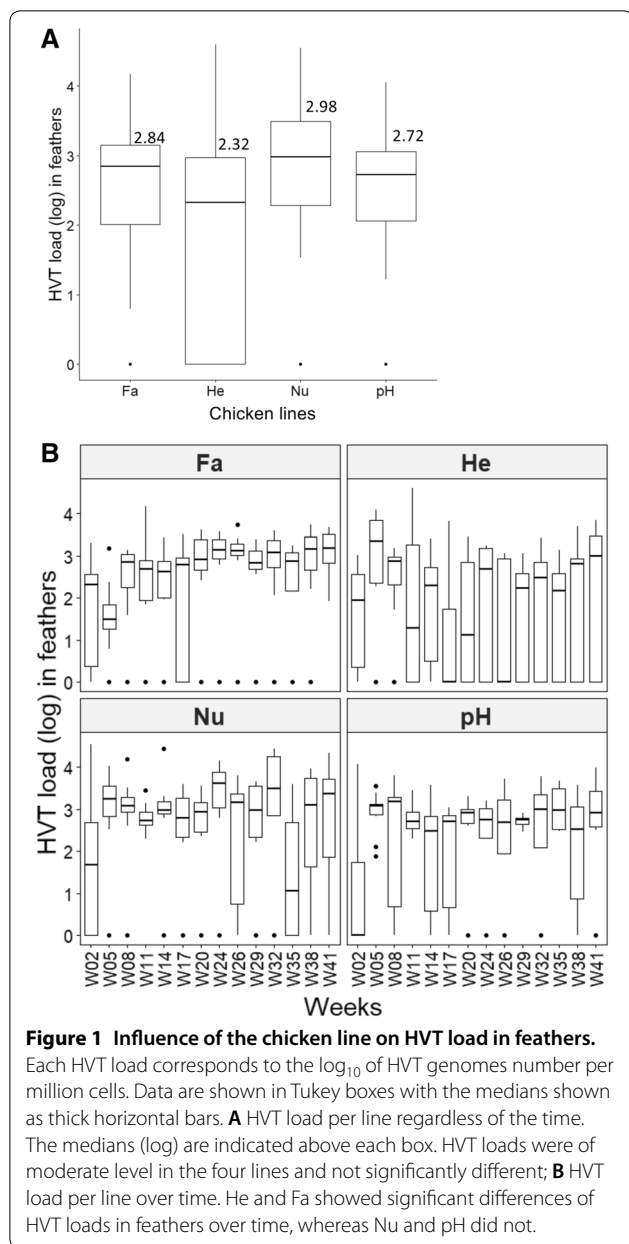 A
HVT load (log) in feathers
4
3
2
1
0
2.84
2.32
2.98
2.72
Fa
He
Nu
pH
Chicken lines
B
Fa
He
4
3
2
1
0
Nu
pH
4
3
2
1
0
HVT load (log) in feathers
W02
W05
W08
W11
W14
W17
W20
W24
W26
W29
W32
W35
W38
W41
W02
W05
W08
W11
W14
W17
W20
W24
W26
W29
W32
W35
W38
W41
Weeks
Figure 1 Influence of the chicken line on HVT load in feathers.
Each HVT load corresponds to the log10 of HVT genomes number per
million cells. Data are shown in Tukey boxes with the medians shown
as thick horizontal bars. A HVT load per line regardless of the time.
The medians (log) are indicated above each box. HVT loads were of
moderate level in the four lines and not significantly different; B HVT
load per line over time. He and Fa showed significant differences of
HVT loads in feathers over time, whereas Nu and pH did not.